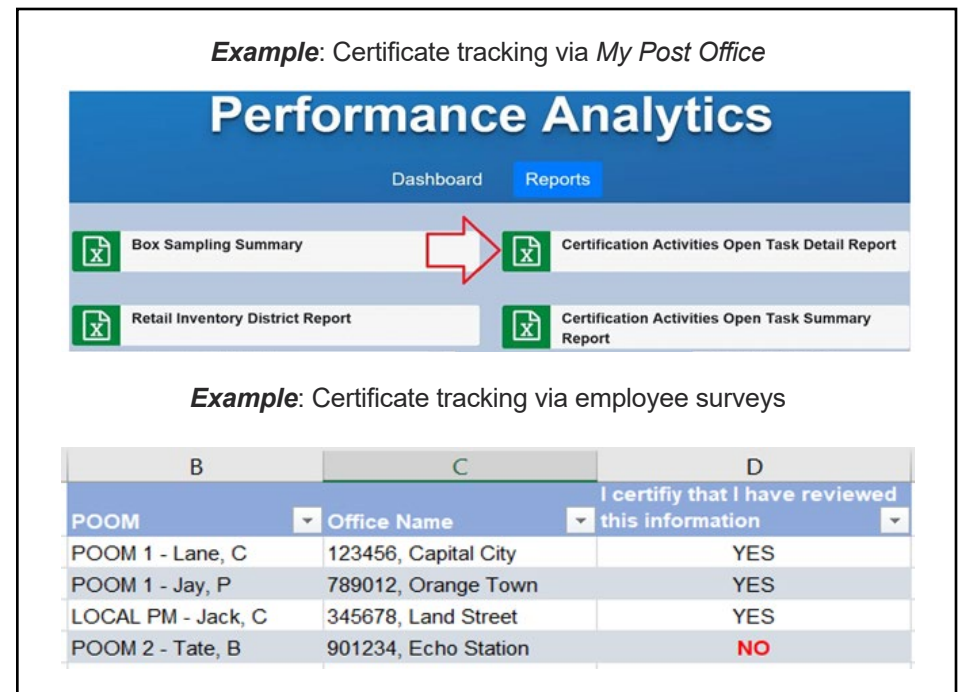 Example: Certificate tracking via My Post Office
Performance Analytics
Dashboard Reports
Box Sampling Summary
Certification Activities Open Task Detail Report
Retail Inventory District Report
Certification Activities Open Task Summary
Report
Example: Certificate tracking via employee surveys
B C D
POOM Office Name I certifiy that I have reviewed
this information
POOM 1 - Lane, C 123456, Capital City YES
POOM 1 - Jay, P 789012, Orange Town YES
LOCAL PM - Jack, C 345678, Land Street YES
POOM 2 - Tate, B 901234, Echo Station NO